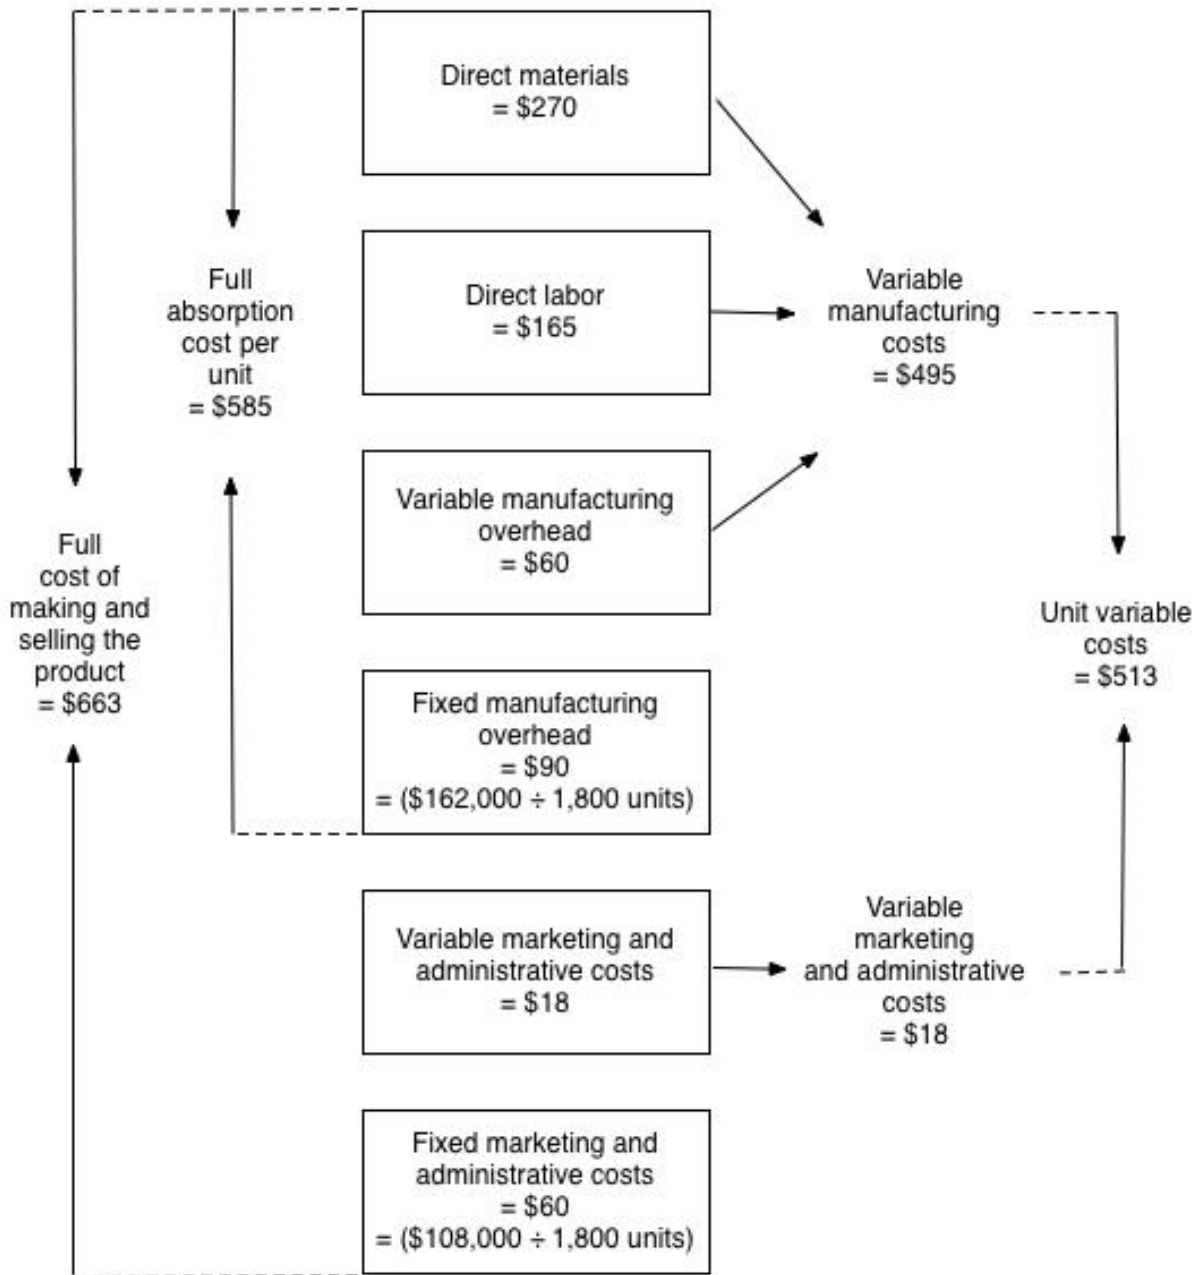 Direct materials
= $270
Full
absorption
cost per
unit
= $585
Direct labor
= $165
Variable
manufacturing
costs
= $495
Variable manufacturing
overhead
= $60
Full
cost of
making and
selling the
product
= $663
Unit variable
costs
= $513
Fixed manufacturing
overhead
= $90
= ($162,000 ÷ 1,800 units)
Variable marketing and
administrative costs
= $18
Variable
marketing
and administrative
costs
= $18
Fixed marketing and
administrative costs
= $60
= ($108,000 ÷ 1,800 units)